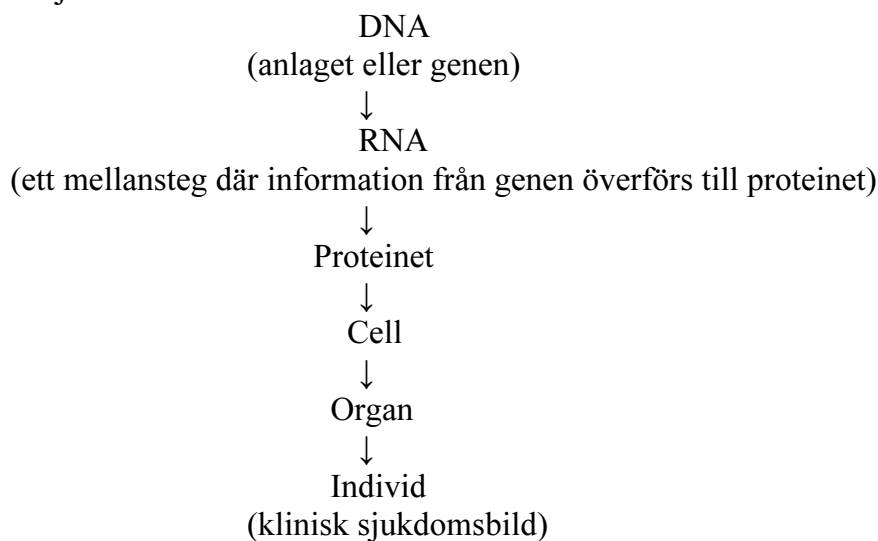 DNA
(anlaget eller genen)
↓
RNA
(ett mellansteg där information från genen överförs till proteinet)
↓
Proteinet
↓
Cell
↓
Organ
↓
Individ
(klinisk sjukdomsbild)